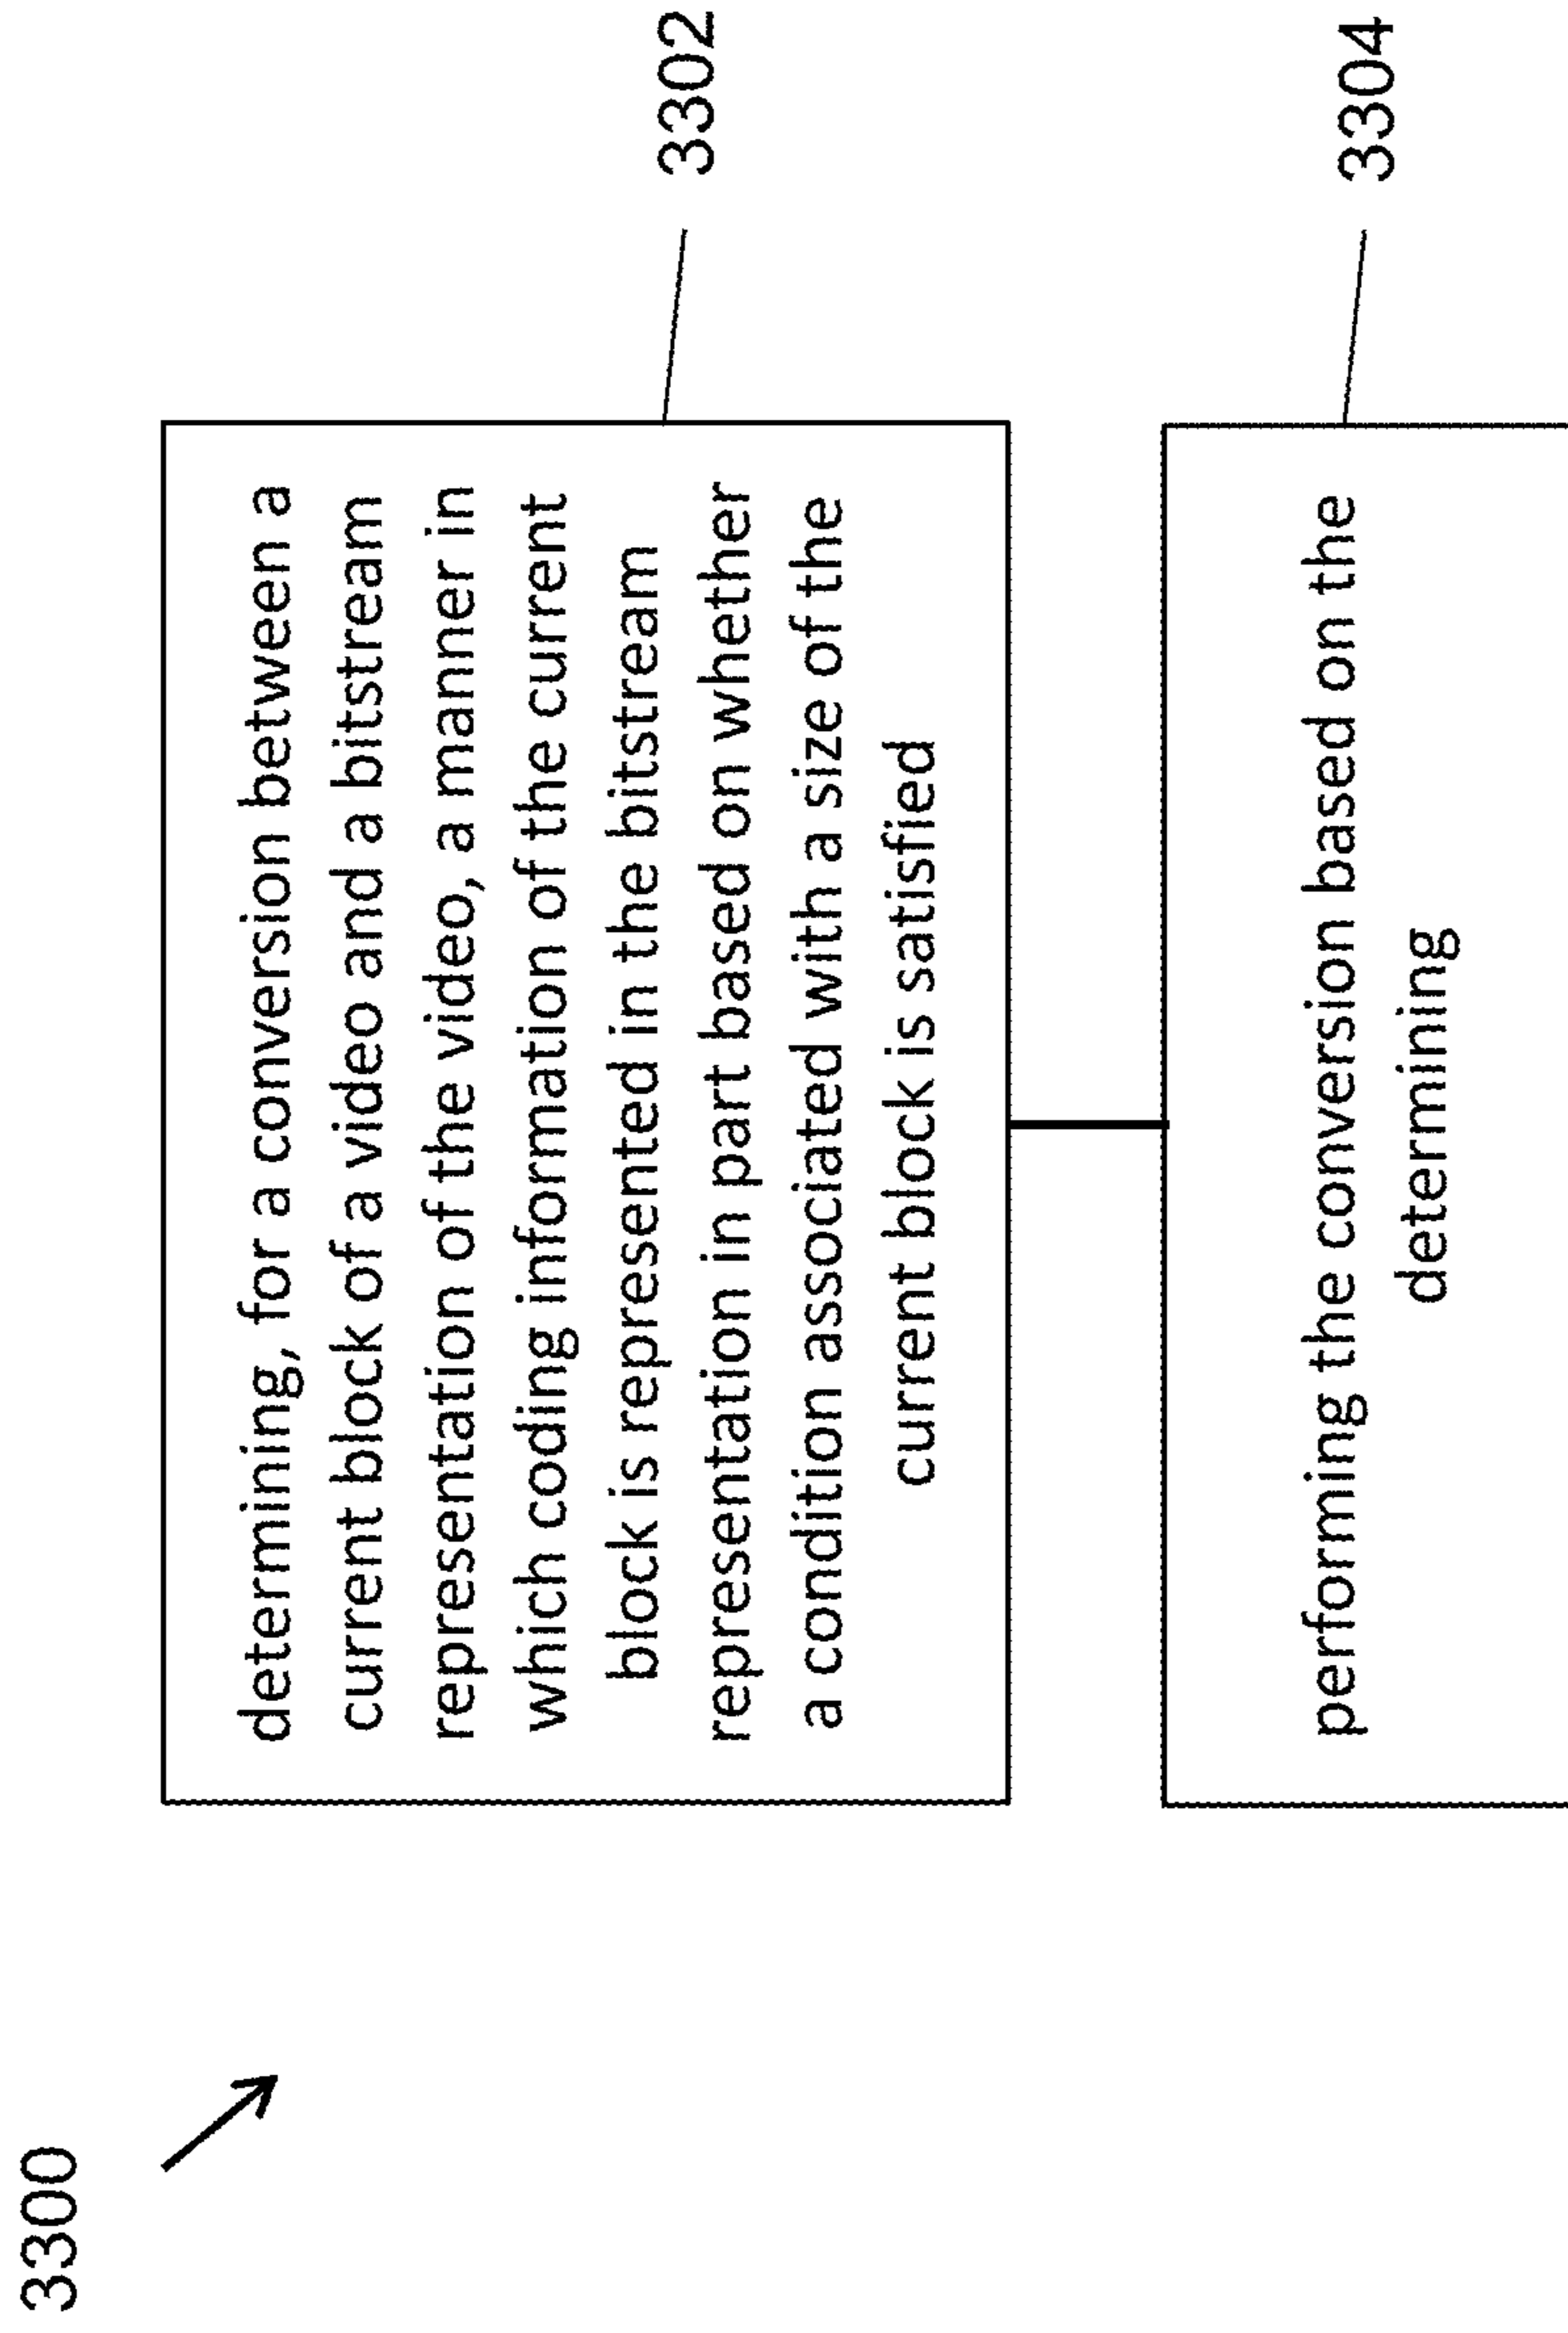 3300
determining, for a conversion between a
current block of a video and a bitstream
representation of the video, a manner in
which coding information of the current
block is represented in the bitstream
representation in part based on whether
a condition associated with a size of the
current block is satisfied
3302
performing the conversion based on the
determining
3304